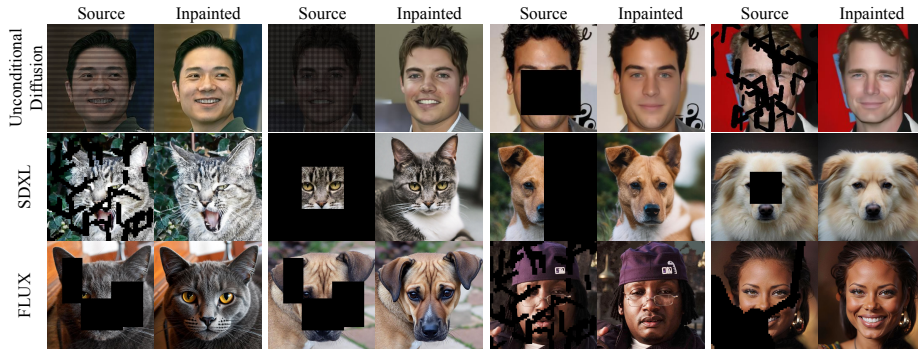 Source Inpainted Source Inpainted Source Inpainted Source Inpainted
Unconditional
Diffusion
SDXL
FLUX